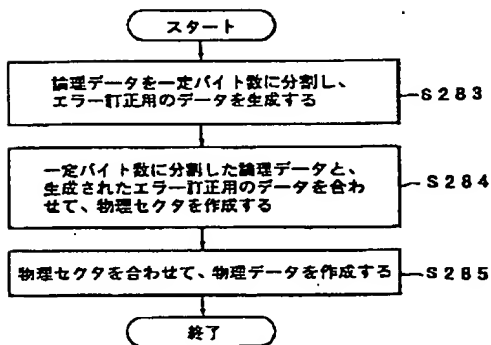 スタート
論理データを一定バイト数に分割し、
エラー訂正用のデータを生成する
S283
一定バイト数に分割した論理データと、
生成されたエラー訂正用のデータを合わ
せて、物理セクタを作成する
S284
物理セクタを合わせて、物理データを作成する
S285
終了